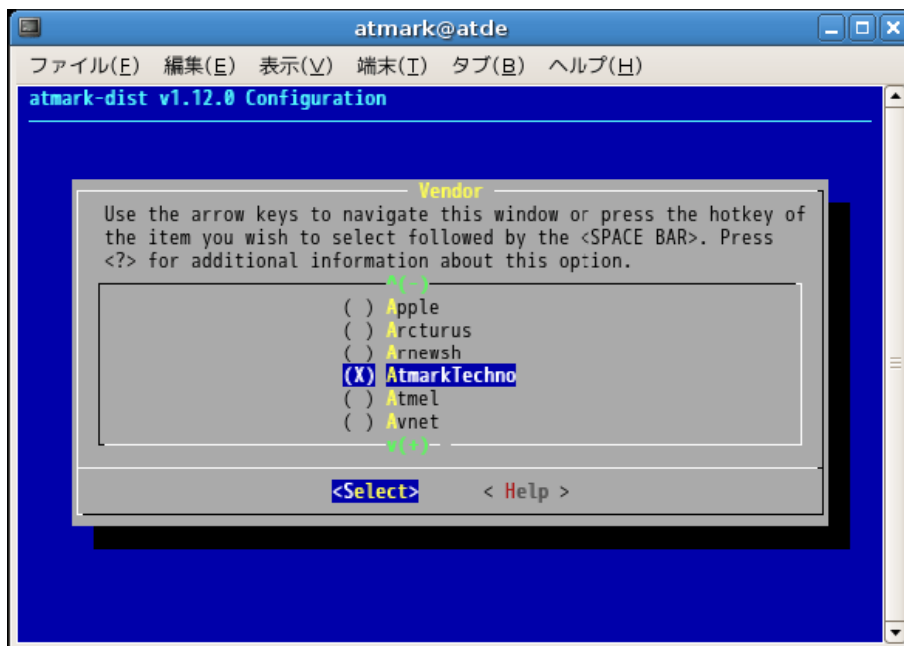 atmark@atde
ファイル(F) 編集(E) 表示(V) 端末(T) タブ(B) ヘルプ(H)
atmark-dist v1.12.0 Configuration
Vendor
Use the arrow keys to navigate this window or press the hotkey of
the item you wish to select followed by the <SPACE BAR>. Press
<?> for additional information about this option.
^(-)
( ) Apple
( ) Arcturus
( ) Arnewsh
(X) AtmarkTechno
( ) Atmel
( ) Avnet
v(+)
<Select> < Help >